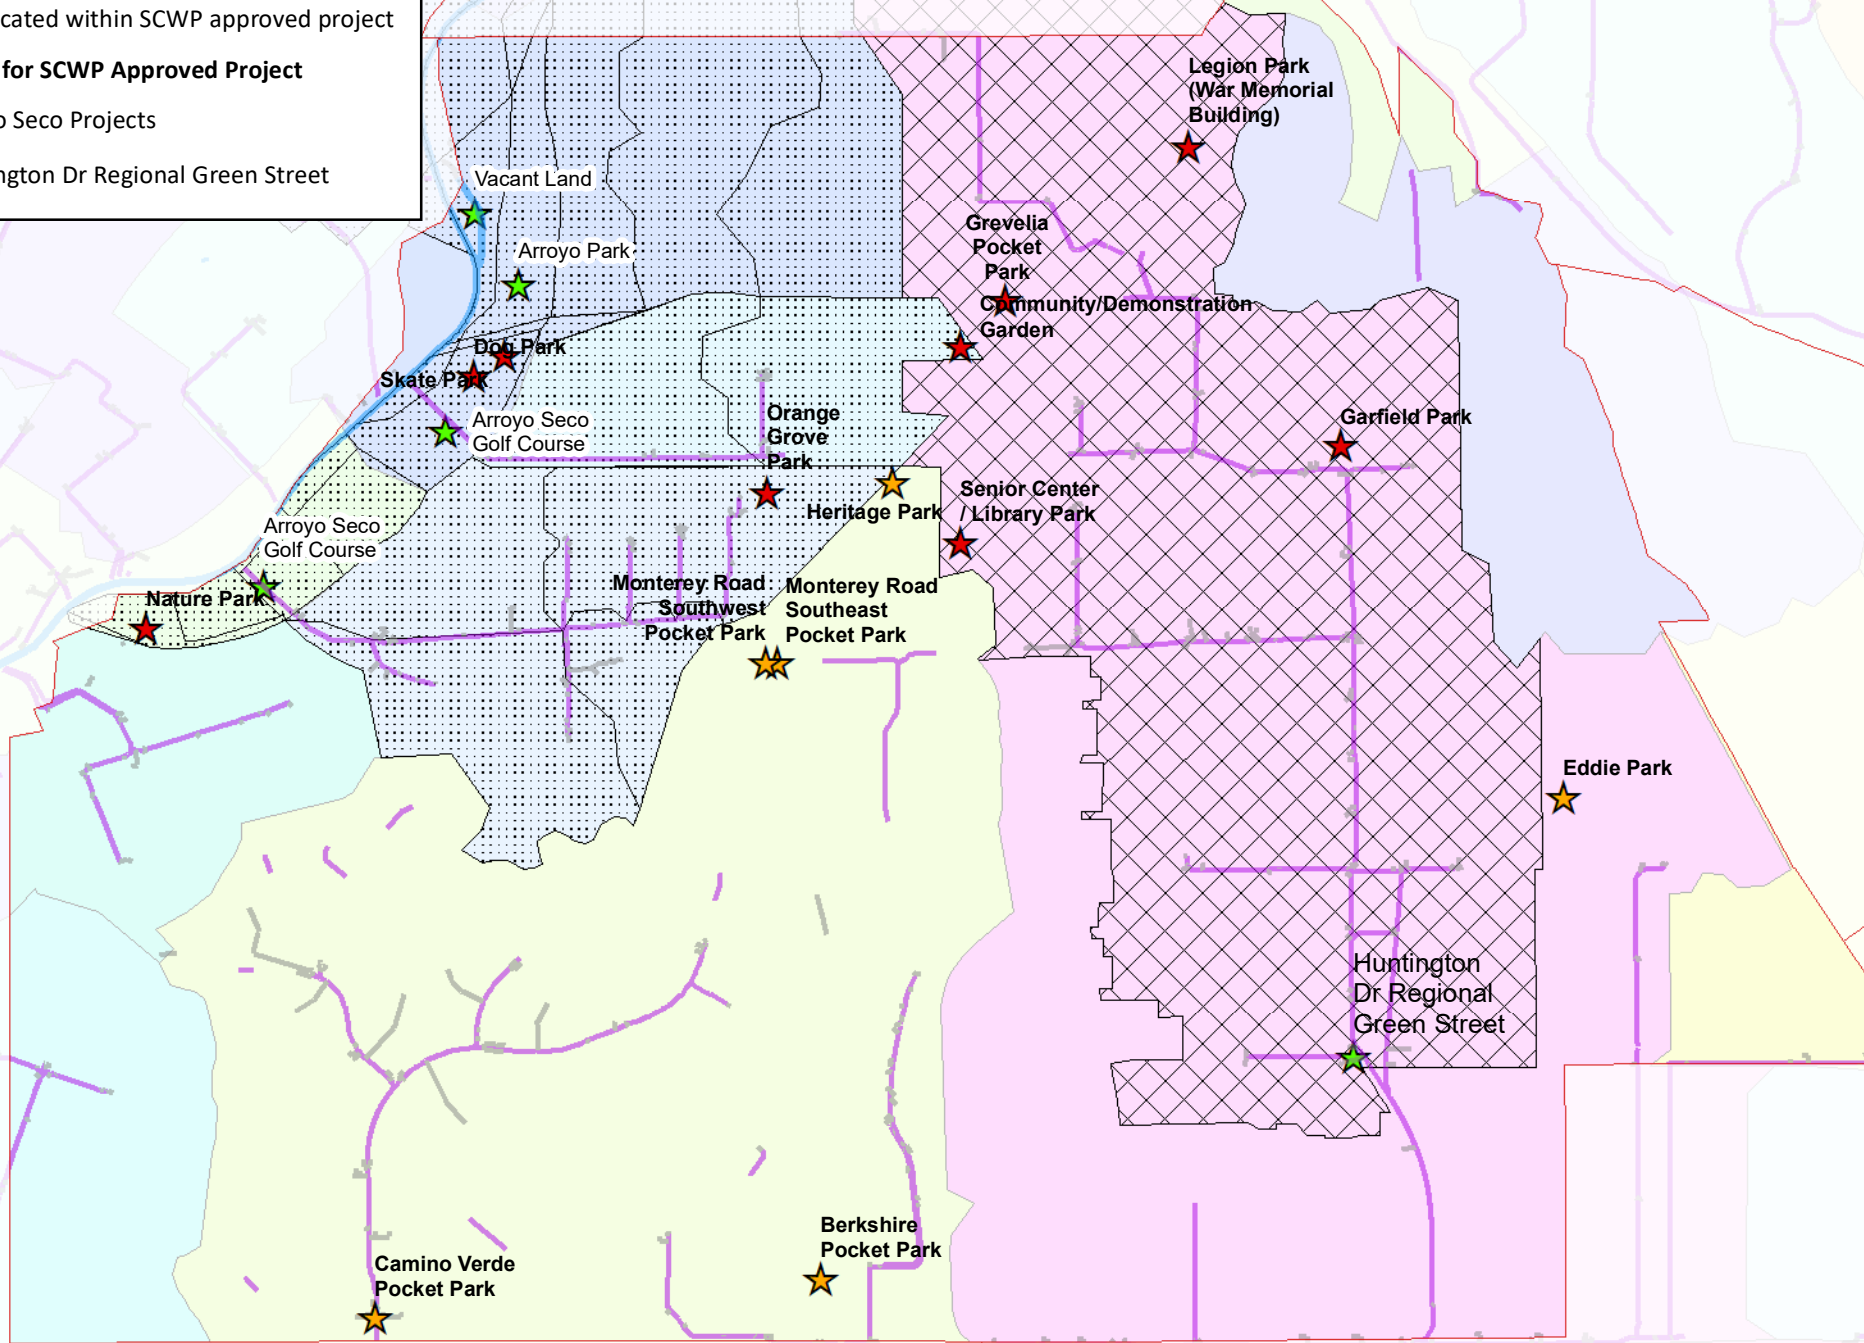 cated within SCWP approved project
for SCWP Approved Project
o Seco Projects
ngton Dr Regional Green Street
Legion Park
(War Memorial
Building)
Vacant Land
Arroyo Park
Grevelia
Pocket
Park
Community/Demonstration
Garden
Dog Park
Skate Park
Arroyo Seco
Golf Course
Orange
Grove
Park
Garfield Park
Heritage Park
Senior Center
/ Library Park
Arroyo Seco
Golf Course
Nature Park
Monterey Road
Southwest
Pocket Park
Monterey Road
Southeast
Pocket Park
Eddie Park
Huntington
Dr Regional
Green Street
Berkshire
Pocket Park
Camino Verde
Pocket Park